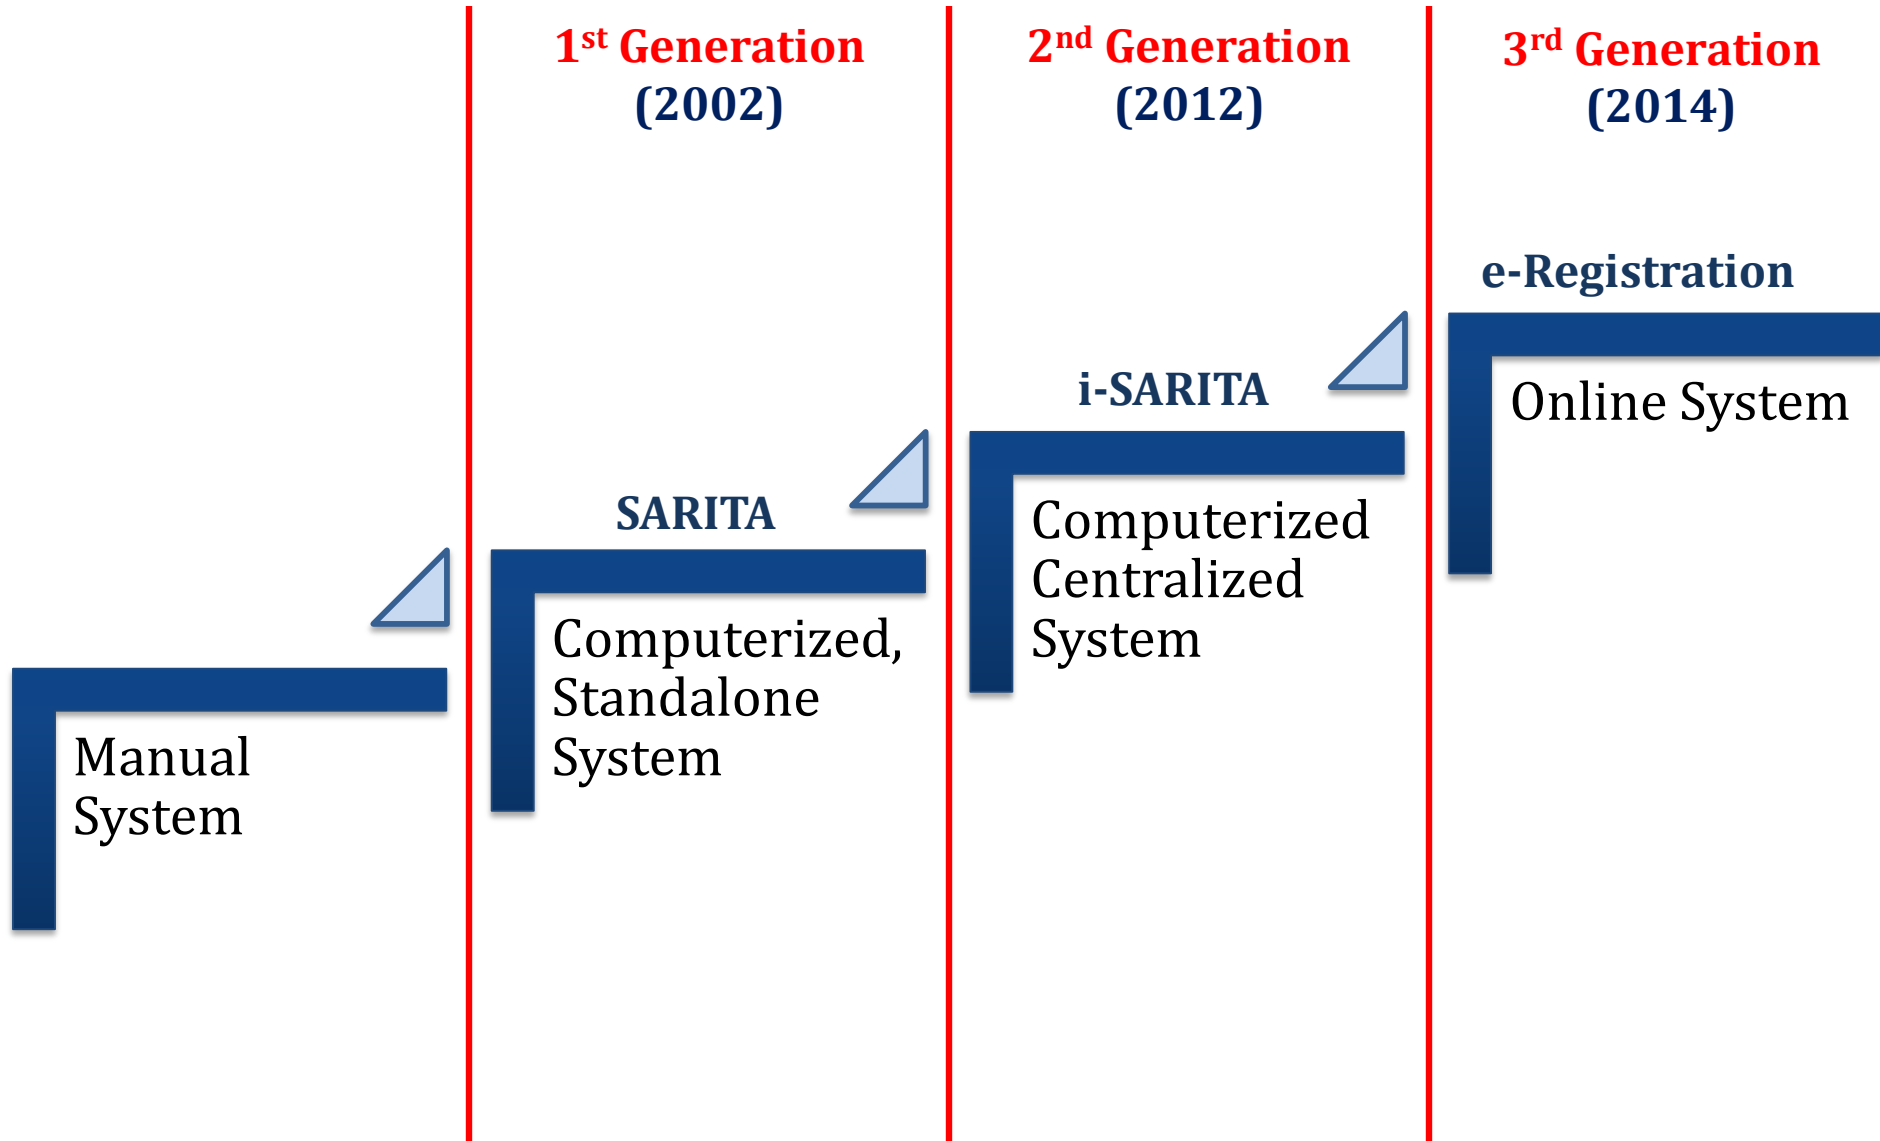 1st Generation
(2002)
2nd Generation
(2012)
3rd Generation
(2014)
e-Registration
Online System
i-SARITA
Computerized
Centralized
System
SARITA
Computerized,
Standalone
System
Manual
System